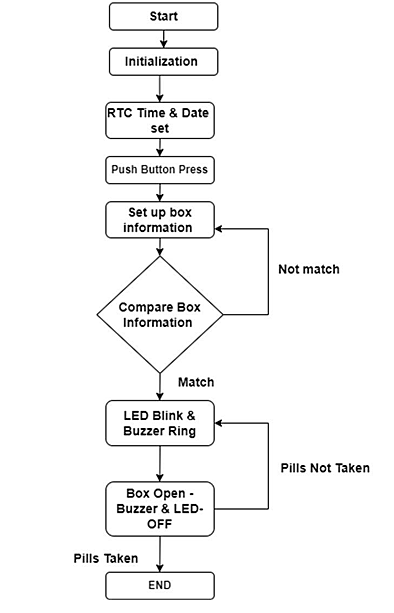 Start
Initialization
RTC Time & Date
set
Push Button Press
Set up box
information
Not match
Compare Box
Information
Match
LED Blink &
Buzzer Ring
Pills Not Taken
Box Open -
Buzzer & LED-
OFF
Pills Taken
END